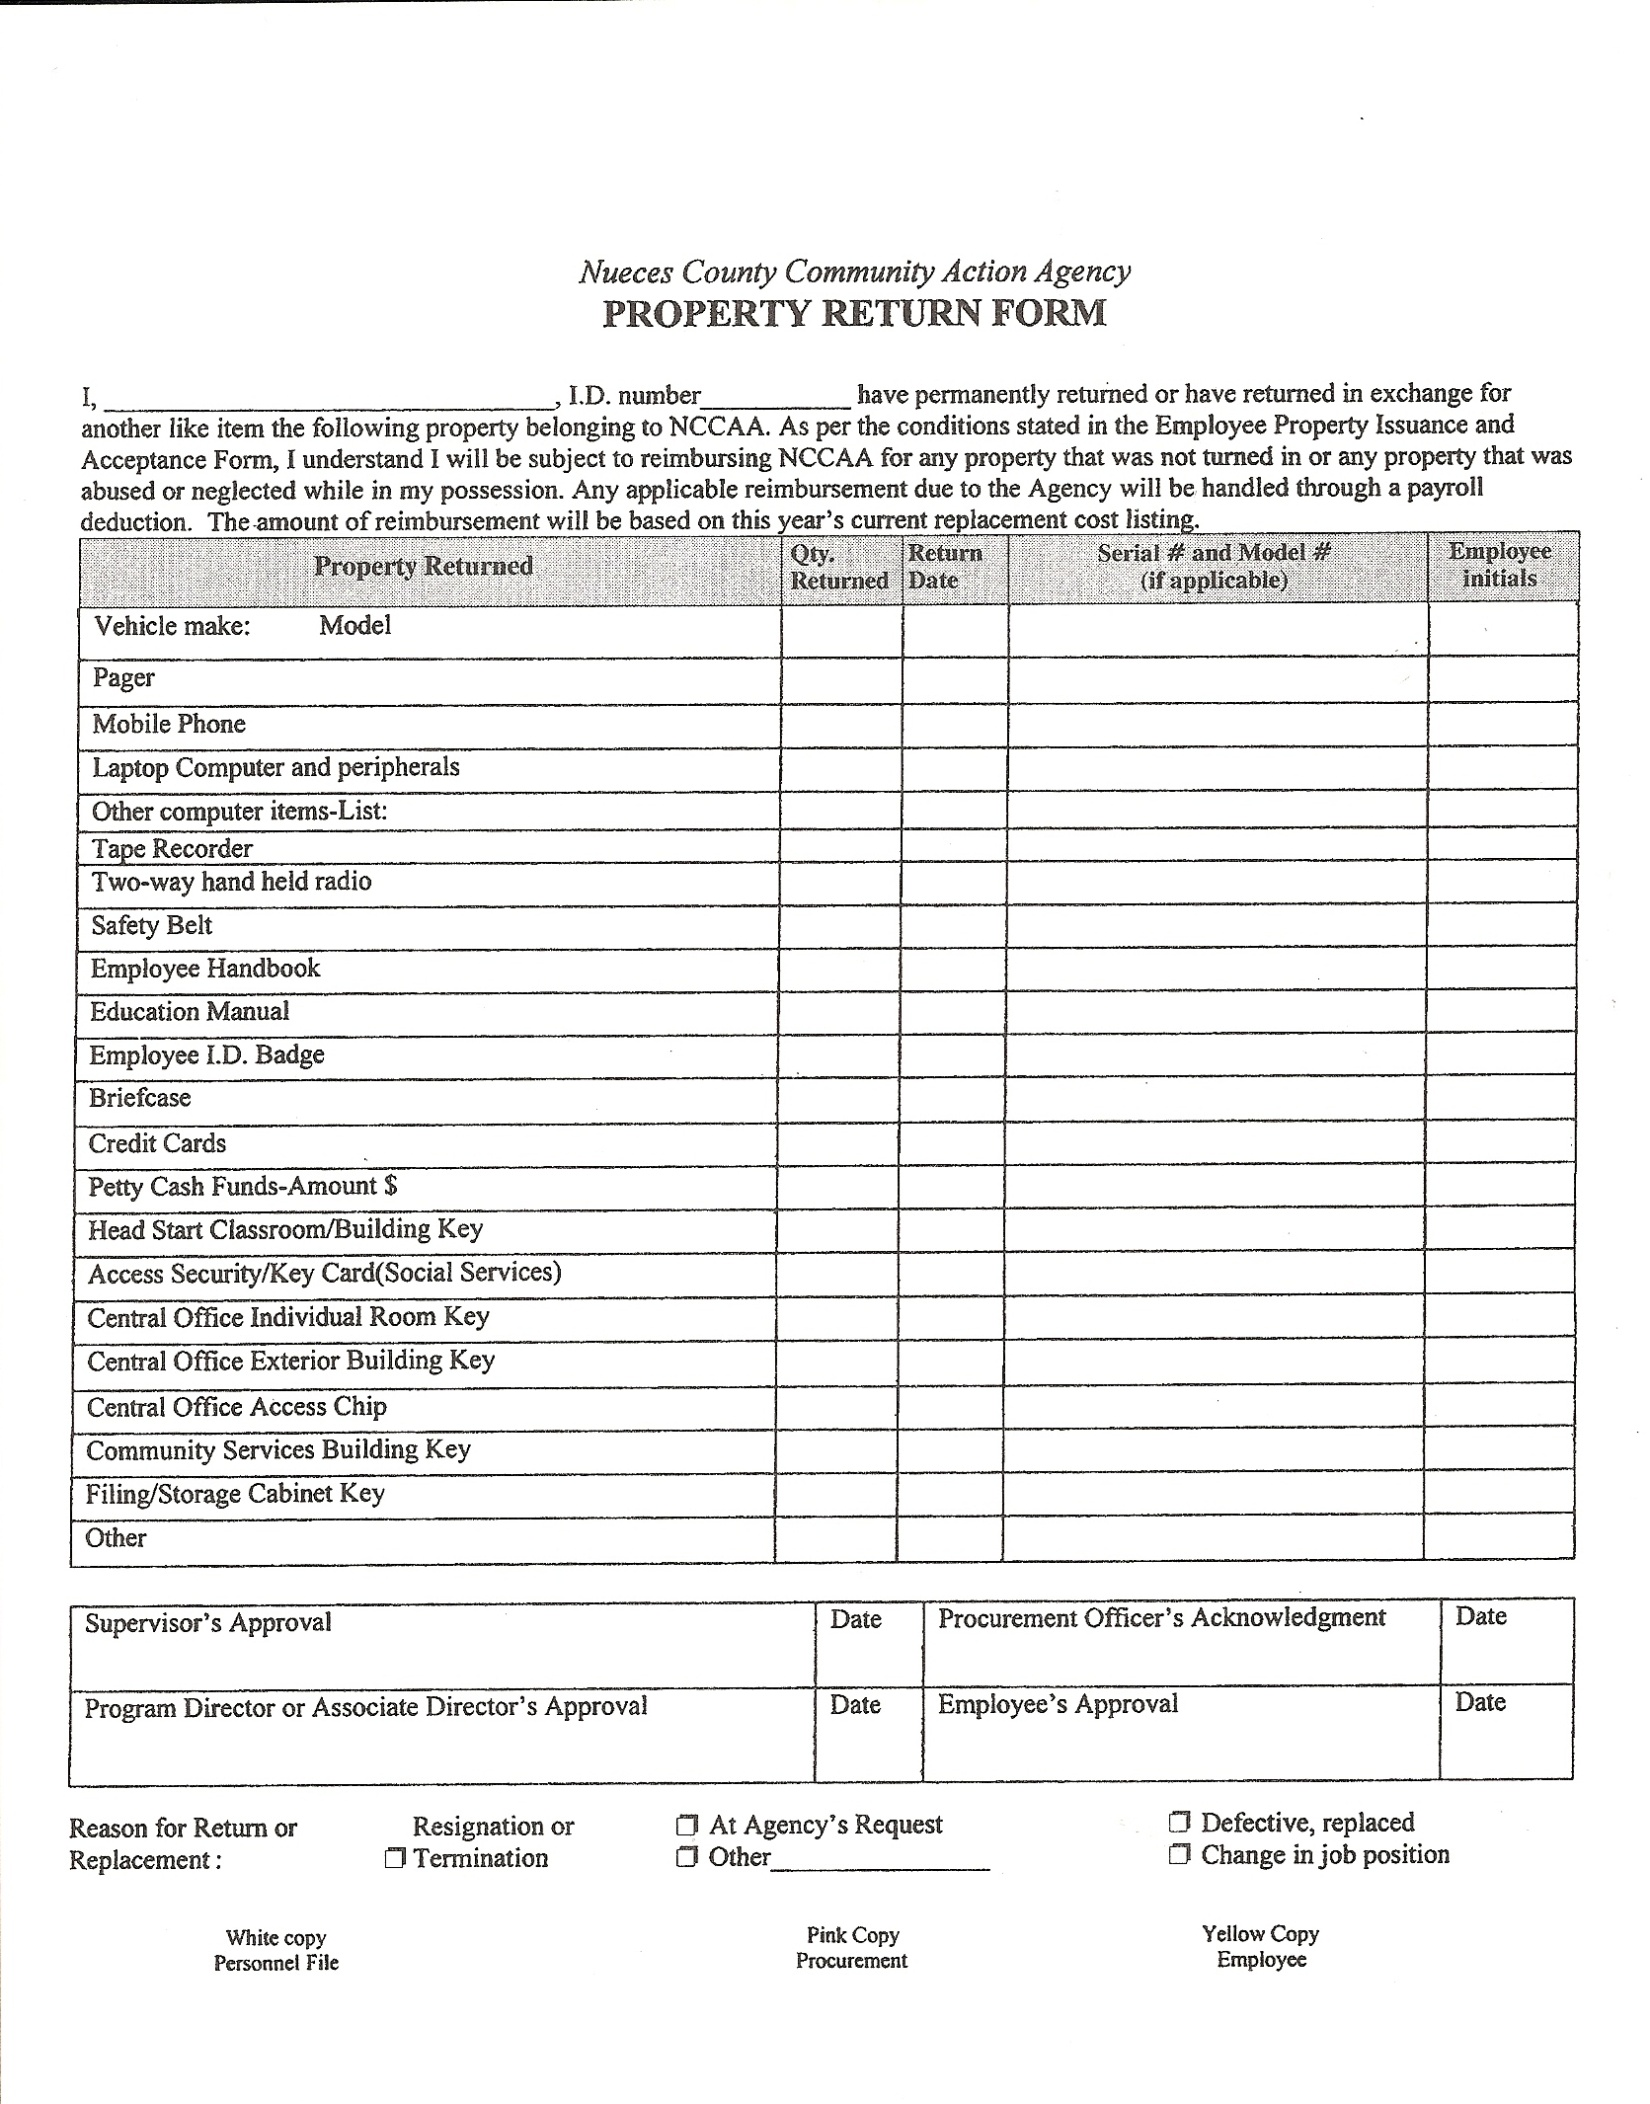 Nueces County Community Action Agency
PROPERTY RETURN FORM
I, ______________________________, I.D. number__________ have permanently returned or have returned in exchange for
another like item the following property belonging to NCCAA. As per the conditions stated in the Employee Property Issuance and
Acceptance Form, I understand I will be subject to reimbursing NCCAA for any property that was not turned in or any property that was
abused or neglected while in my possession. Any applicable reimbursement due to the Agency will be handled through a payroll
deduction. The amount of reimbursement will be based on this year's current replacement cost listing.
Property Returned Qty. Returned Return Date Serial # and Model # (if applicable) Employee initials
Vehicle make: Model
Pager
Mobile Phone
Laptop Computer and peripherals
Other computer items-List:
Tape Recorder
Two-way hand held radio
Safety Belt
Employee Handbook
Education Manual
Employee I.D. Badge
Briefcase
Credit Cards
Petty Cash Funds-Amount $
Head Start Classroom/Building Key
Access Security/Key Card(Social Services)
Central Office Individual Room Key
Central Office Exterior Building Key
Central Office Access Chip
Community Services Building Key
Filing/Storage Cabinet Key
Other
Supervisor's Approval Date Procurement Officer's Acknowledgment Date
Program Director or Associate Director's Approval Date Employee's Approval Date
Reason for Return or Resignation or ❒ At Agency's Request ❒ Defective, replaced
Replacement : ❒ Termination ❒ Other_______________ ❒ Change in job position
White copy Pink Copy Yellow Copy
Personnel File Procurement Employee